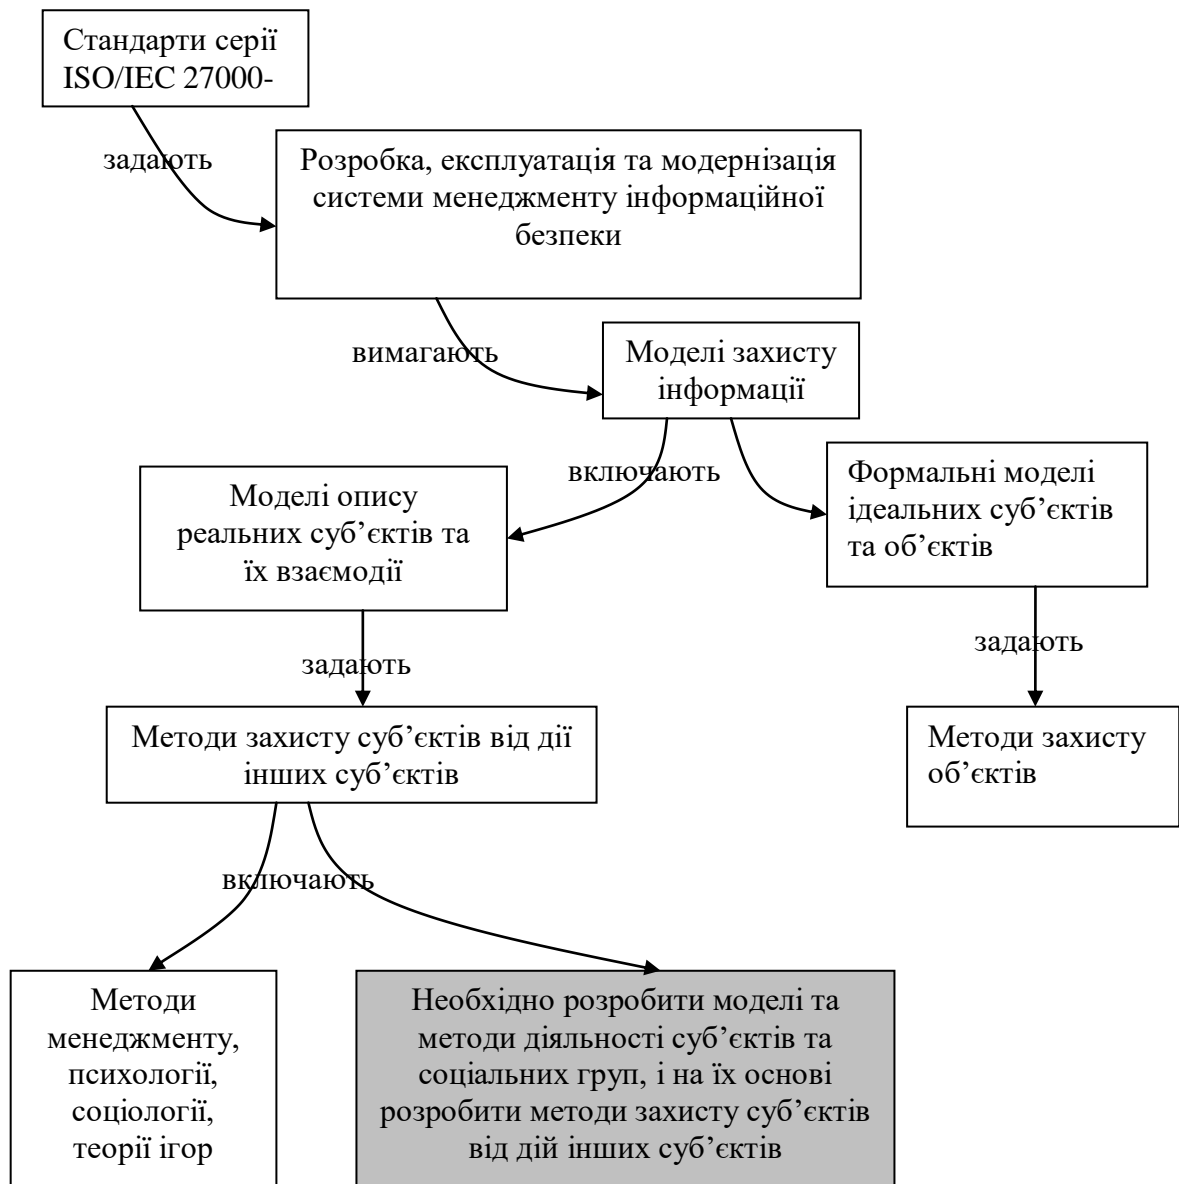 Стандарти серії
ISO/IEC 27000-
задають
Розробка, експлуатація та модернізація
системи менеджменту інформаційної
безпеки
вимагають
Моделі захисту
інформації
включають
Моделі опису
реальних суб’єктів та
їх взаємодії
Формальні моделі
ідеальних суб’єктів
та об’єктів
задають
задають
Методи захисту суб’єктів від дії
інших суб’єктів
Методи захисту
об’єктів
включають
Методи
менеджменту,
психології,
соціології,
теорії ігор
Необхідно розробити моделі та
методи діяльності суб’єктів та
соціальних груп, і на їх основі
розробити методи захисту суб’єктів
від дій інших суб’єктів